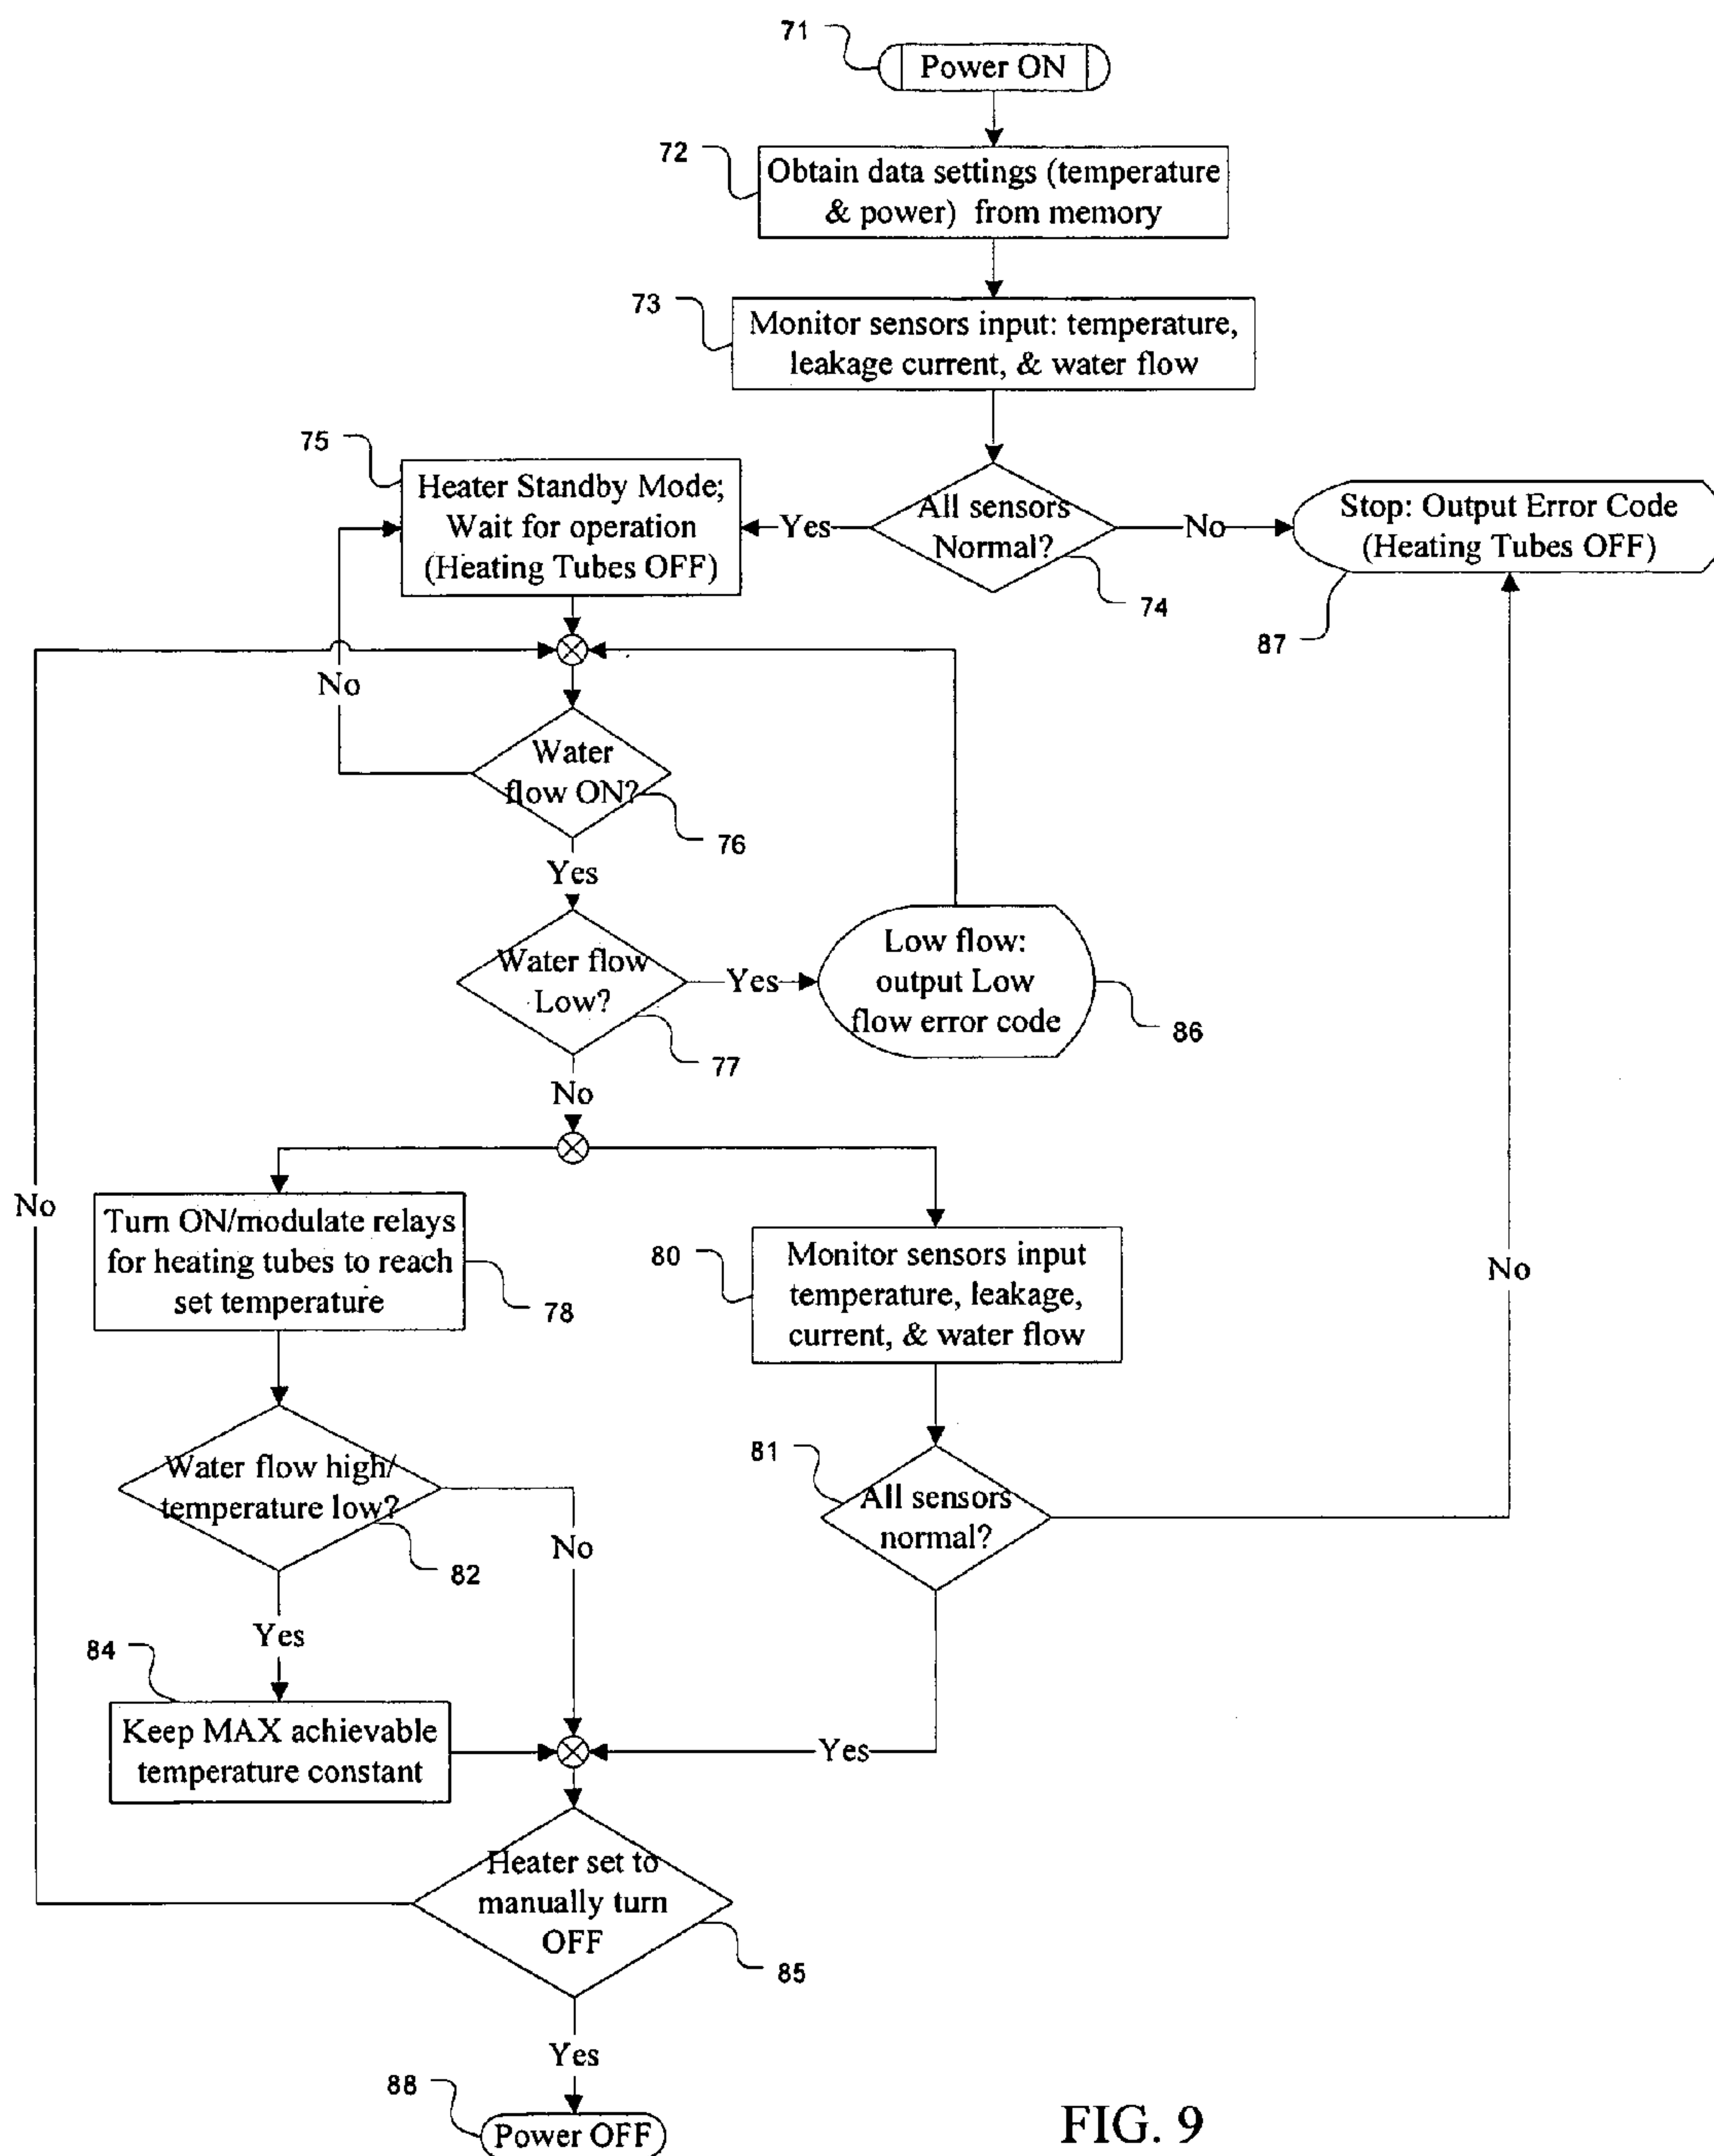 71
Power ON
72
Obtain data settings (temperature
& power) from memory
73
Monitor sensors input: temperature,
leakage current, & water flow
75
Heater Standby Mode;
Wait for operation
(Heating Tubes OFF)
Yes
All sensors
Normal?
74
No
Stop: Output Error Code
(Heating Tubes OFF)
87
No
Water
flow ON?
76
Yes
Water flow
Low?
77
Yes
Low flow:
output Low
flow error code
86
No
No
Turn ON/modulate relays
for heating tubes to reach
set temperature
78
80
Monitor sensors input
temperature, leakage,
current, & water flow
No
Water flow high/
temperature low?
82
No
81
All sensors
normal?
Yes
84
Keep MAX achievable
temperature constant
Yes
Heater set to
manually turn
OFF
85
Yes
88
Power OFF
FIG. 9